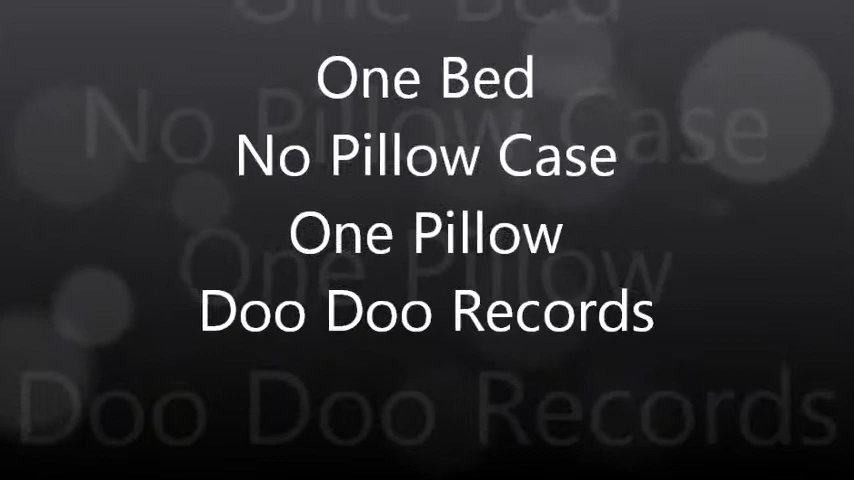 One Bed
No Pillow Case
One Pillow
Doo Doo Records